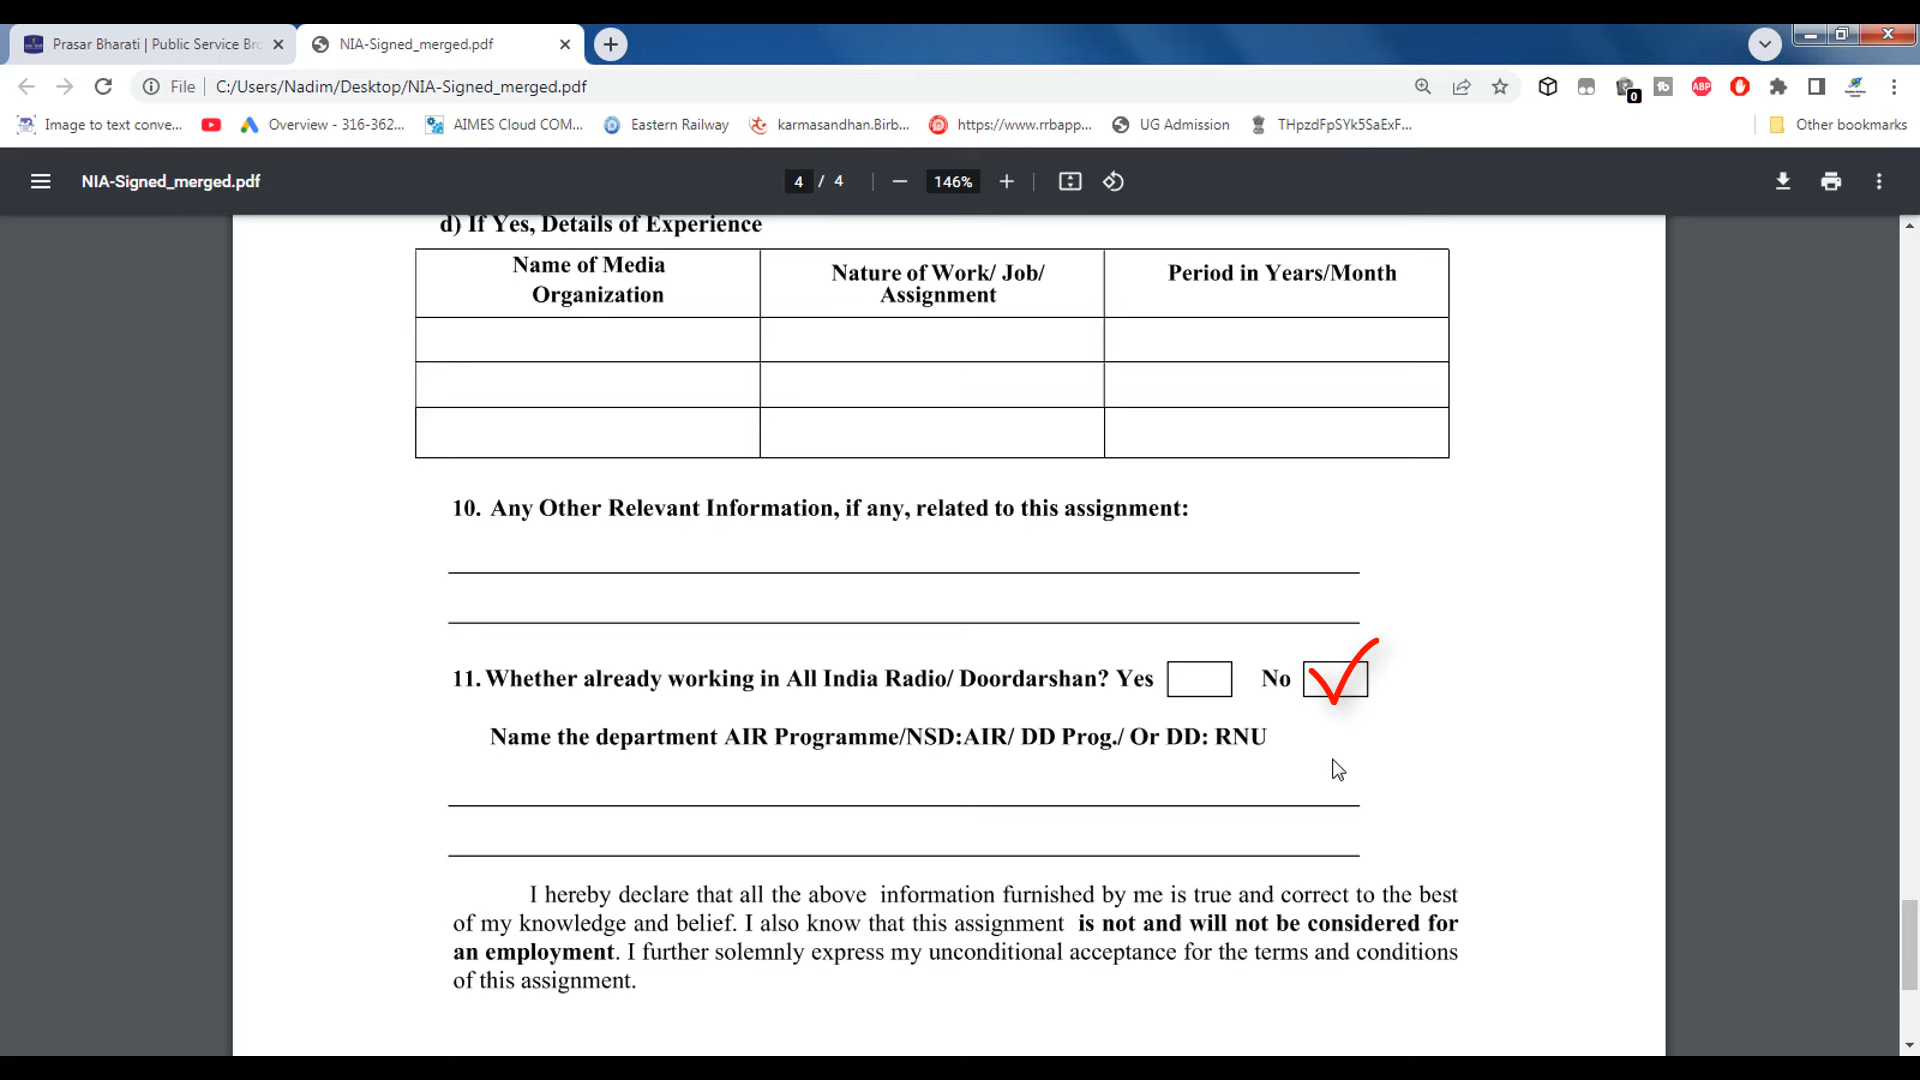 Prasar Bharati | Public Service Bro
NIA-Signed_merged.pdf
File
C:/Users/Nadim/Desktop/NIA-Signed_merged.pdf
0
ABP
Image to text conve...
Overview - 316-362...
AIMES Cloud COM...
Eastern Railway
karmasandhan.Birb...
https://www.rrbapp...
UG Admission
THpzdFpSYk5SaExF...
Other bookmarks
NIA-Signed_merged.pdf
4 / 4
146%
d) If Yes, Details of Experience
Name of Media
Organization
Nature of Work/ Job/
Assignment
Period in Years/Month
10. Any Other Relevant Information, if any, related to this assignment:
11. Whether already working in All India Radio/ Doordarshan? Yes No
Name the department AIR Programme/NSD:AIR/ DD Prog./ Or DD: RNU
I hereby declare that all the above information furnished by me is true and correct to the best
of my knowledge and belief. I also know that this assignment is not and will not be considered for
an employment. I further solemnly express my unconditional acceptance for the terms and conditions
of this assignment.